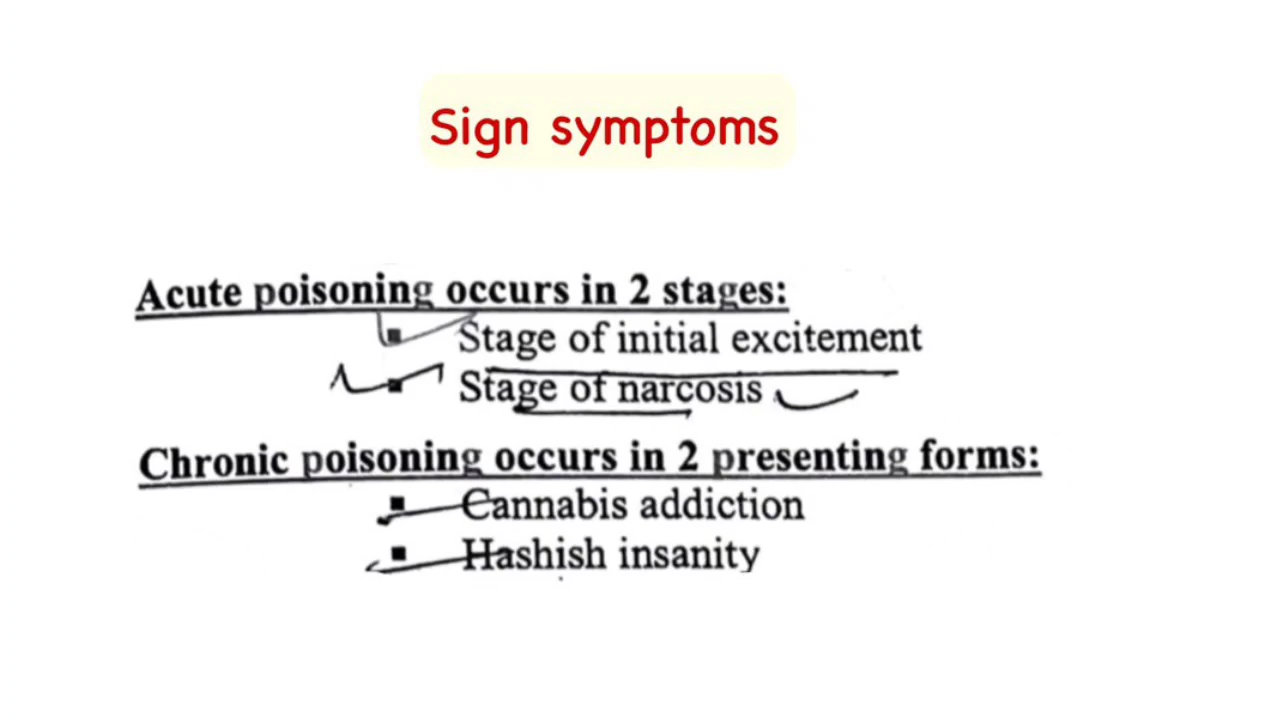 Sign symptoms
Acute poisoning occurs in 2 stages:
Stage of initial excitement
Stage of narcosis
Chronic poisoning occurs in 2 presenting forms:
Cannabis addiction
Hashish insanity